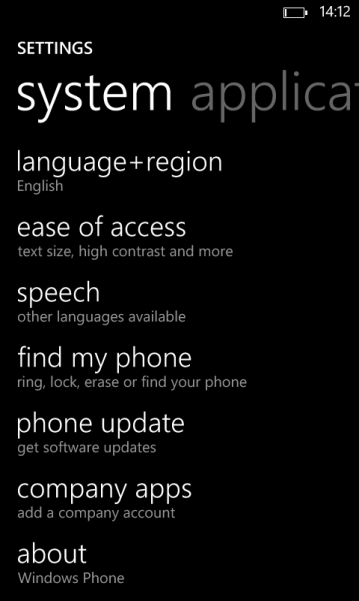 14:12
SETTINGS
system applicat
language+region
English
ease of access
text size, high contrast and more
speech
other languages available
find my phone
ring, lock, erase or find your phone
phone update
get software updates
company apps
add a company account
about
Windows Phone